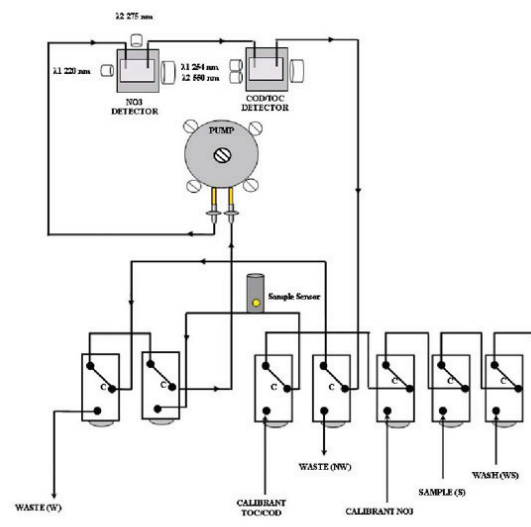 λ2 275 nm
λ1 220 nm
λ1 254 nm
λ2 550 nm
NO3
DETECTOR
COD/TOC
DETECTOR
PUMP
Sample Sensor
C
C
C
C
C
C
C
WASTE (W)
CALIBRANT
TOC/COD
WASTE (NW)
CALIBRANT NO3
SAMPLE (S)
WASH (WS)